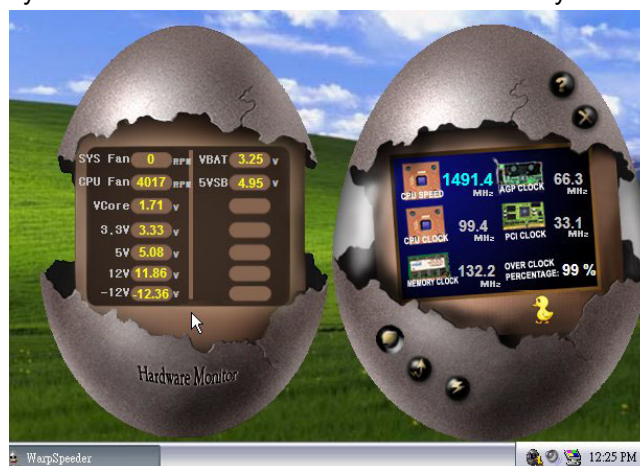 SYS Fan 0 RPM VBAT 3.25 V
CPU Fan 4017 RPM 5VSB 4.95 V
VCore 1.71 V
3.3V 3.33 V
5V 5.08 V
12V 11.86 V
-12V -12.36 V
Hardware Monitor
?
CPU SPEED 1491.4 MHz AGP CLOCK 66.3 MHz
CPU CLOCK 99.4 MHz PCI CLOCK 33.1 MHz
MEMORY CLOCK 132.2 MHz OVER CLOCK
PERCENTAGE: 99 %
WarpSpeeder
12:25 PM